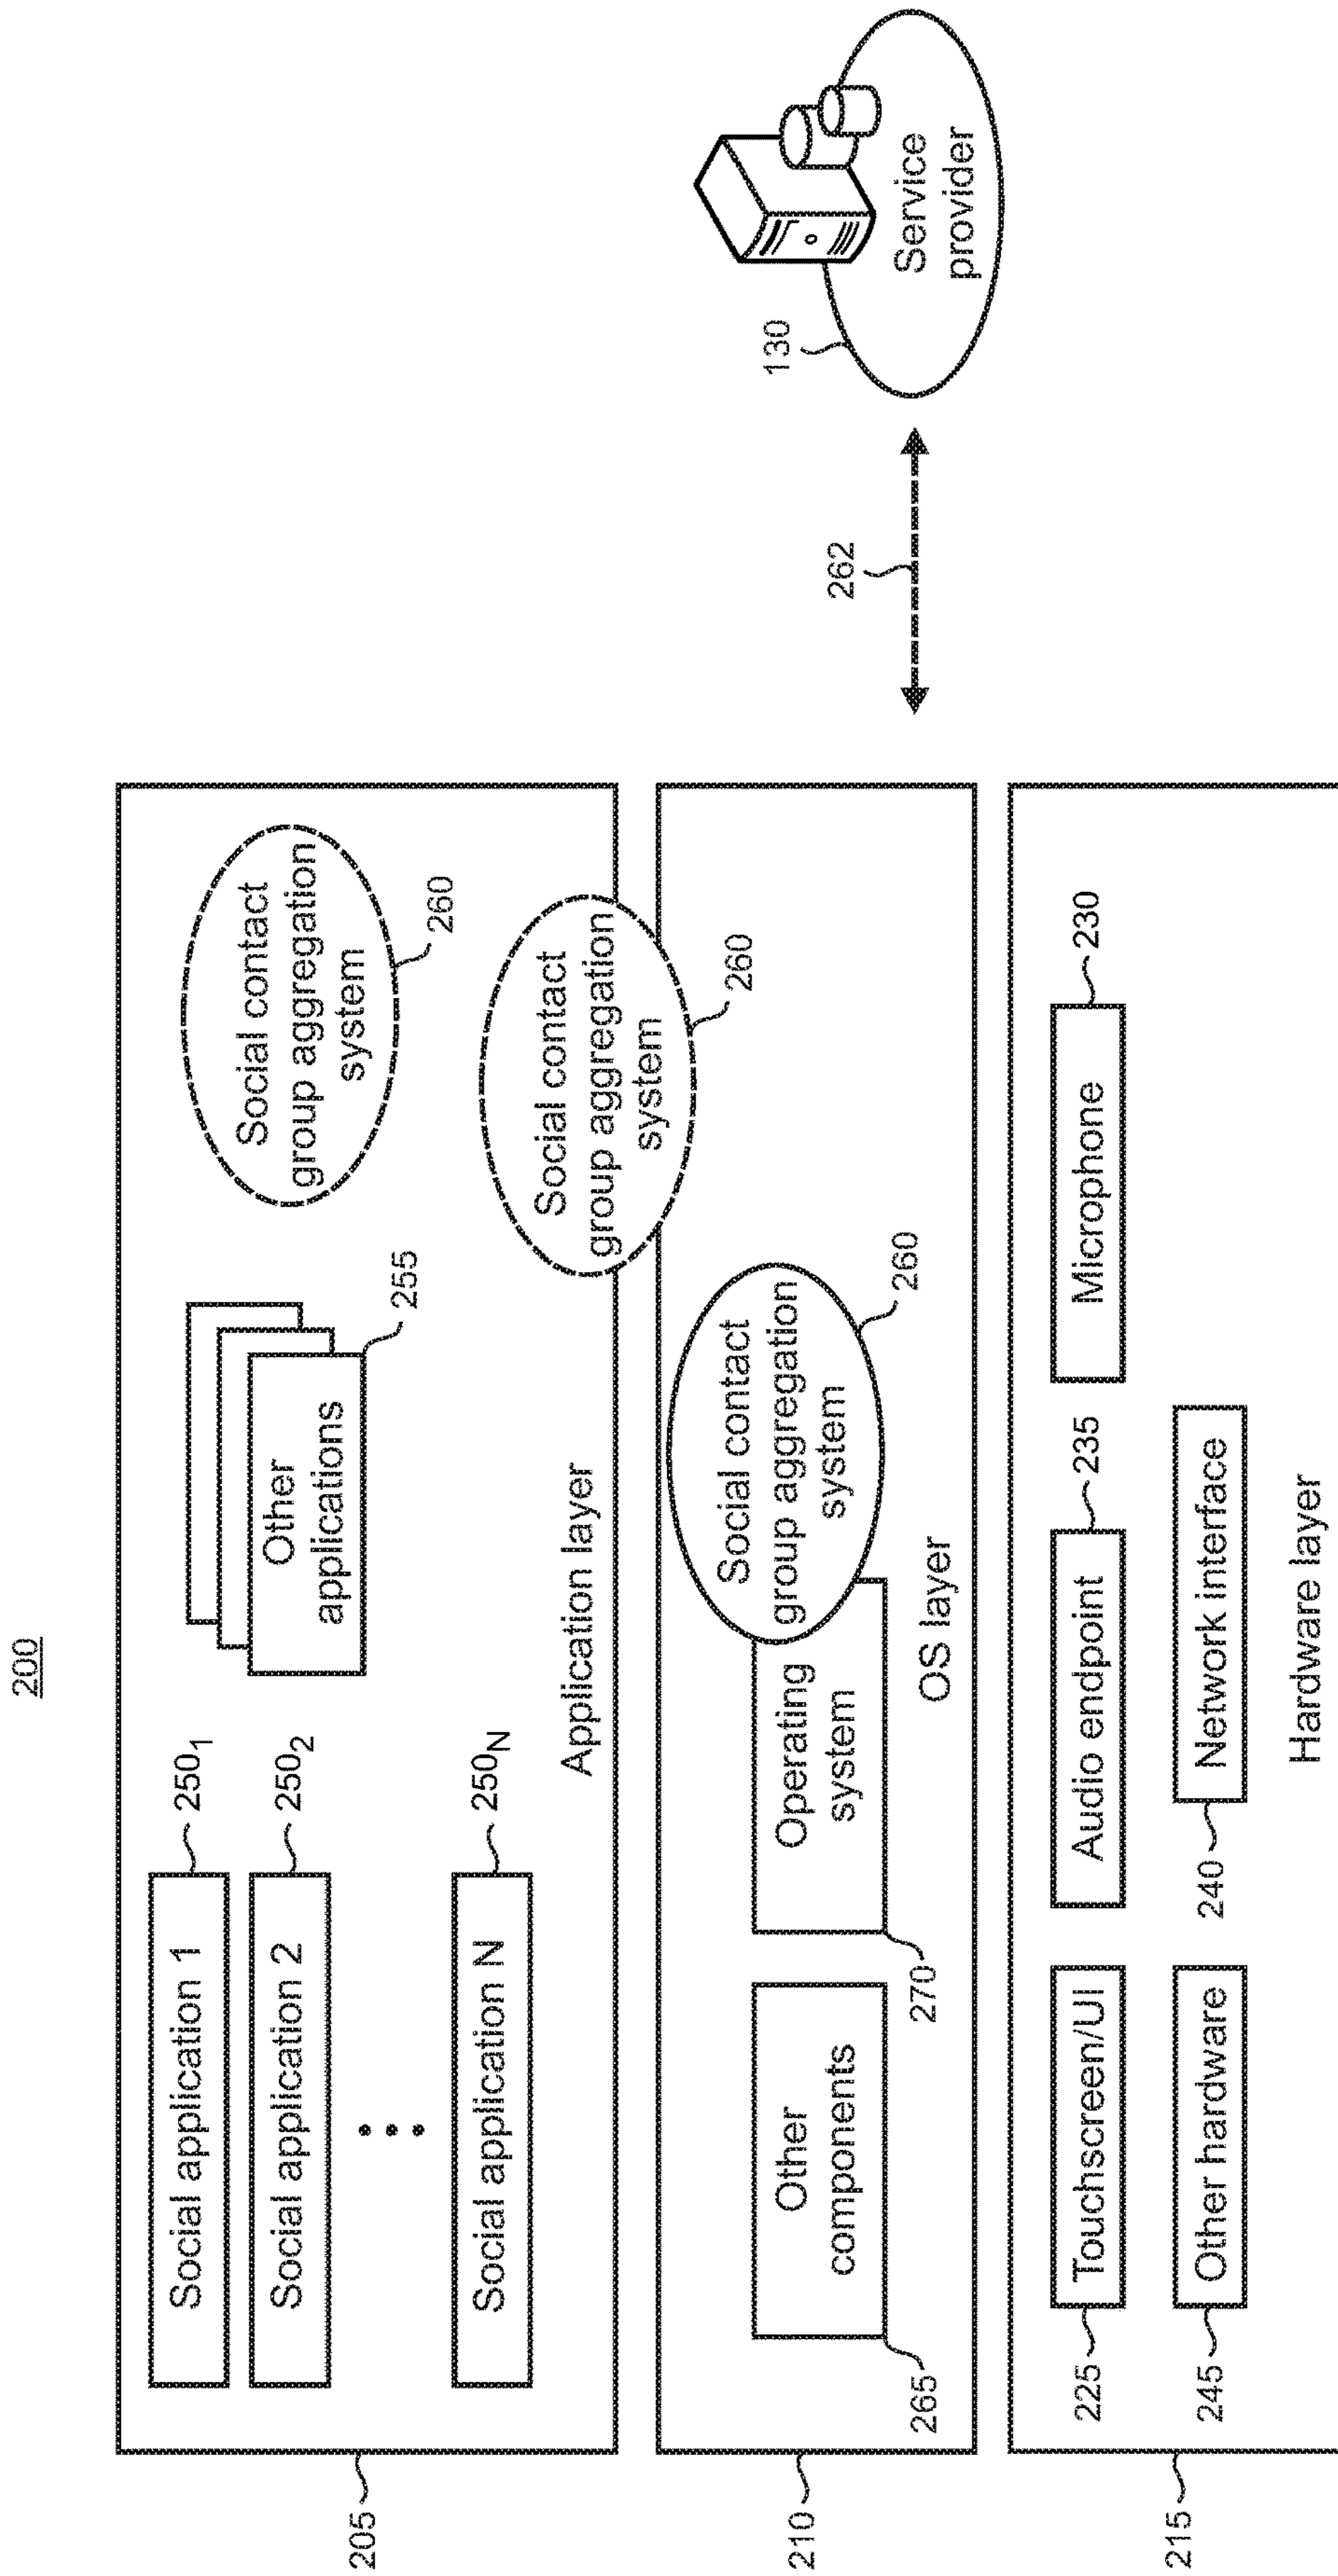 200
Social application 1
250₁
Social application 2
250₂
Social application N
250N
Other
applications
255
Social contact
group aggregation
system
260
Application layer
205
Social contact
group aggregation
system
260
Other
components
265
Operating
system
270
Social contact
group aggregation
system
260
OS layer
210
Touchscreen/UI
225
Audio endpoint
235
Microphone
230
Other hardware
245
Network interface
240
Hardware layer
215
262
130
Service
provider